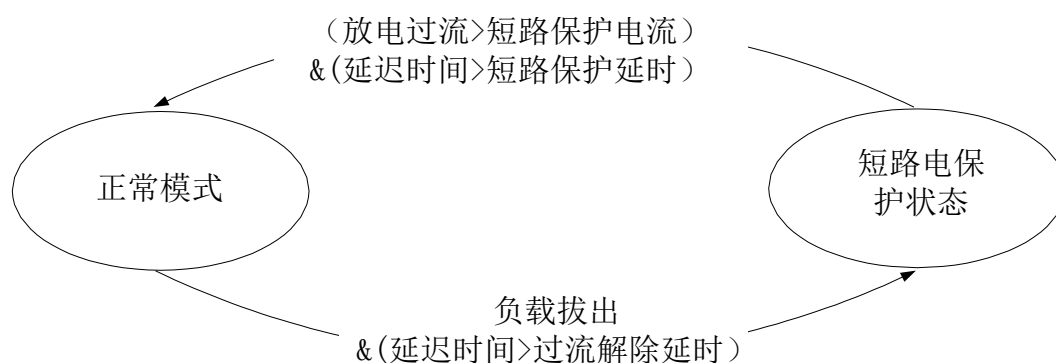 （放电过流>短路保护电流）
&(延迟时间>短路保护延时）
正常模式
短路电保
护状态
负载拔出
&(延迟时间>过流解除延时）